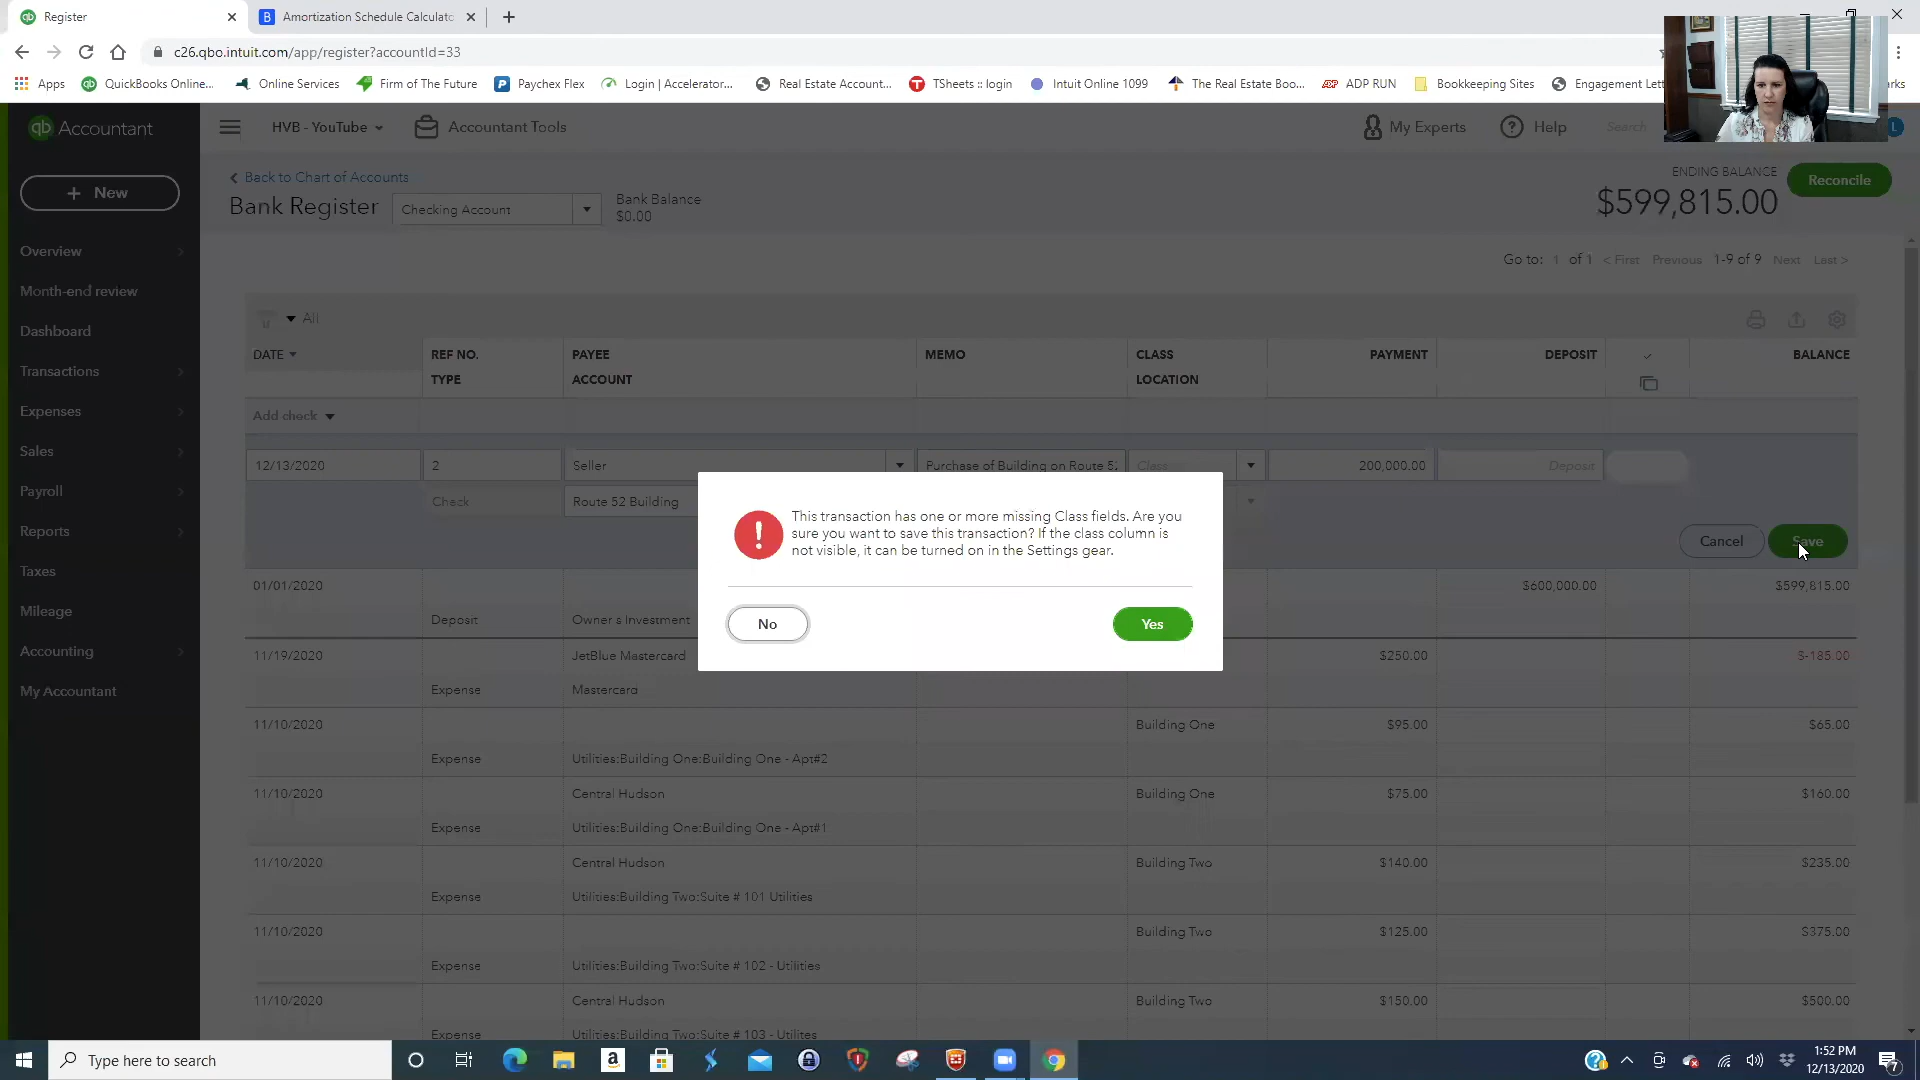 Register
Amortization Schedule Calculato
c26.qbo.intuit.com/app/register?accountId=33
Apps
QuickBooks Online...
Online Services
Firm of The Future
Paychex Flex
Login | Accelerator...
Real Estate Account...
TSheets :: login
Intuit Online 1099
The Real Estate Boo...
ADP RUN
Bookkeeping Sites
Engagement Lett
rks
Accountant
HVB - YouTube
Accountant Tools
My Experts
Help
Search
L
+ New
Overview
Month-end review
Dashboard
Transactions
Expenses
Sales
Payroll
Reports
Taxes
Mileage
Accounting
My Accountant
Back to Chart of Accounts
Bank Register
Checking Account
Bank Balance
$0.00
ENDING BALANCE
$599,815.00
Reconcile
Go to: 1 of 1 < First Previous 1-9 of 9 Next Last >
All
DATE REF NO. PAYEE MEMO CLASS PAYMENT DEPOSIT BALANCE
TYPE ACCOUNT LOCATION
Add check
12/13/2020 2 Seller Purchase of Building on Route 5 Class 200,000.00 Deposit
Check Route 52 Building
This transaction has one or more missing Class fields. Are you
sure you want to save this transaction? If the class column is
not visible, it can be turned on in the Settings gear.
No
Yes
Cancel
Save
01/01/2020 $600,000.00 $599,815.00
Deposit Owner s Investment
11/19/2020 JetBlue Mastercard $250.00 $-185.00
Expense Mastercard
11/10/2020 Building One $95.00 $65.00
Expense Utilities:Building One:Building One - Apt#2
11/10/2020 Central Hudson Building One $75.00 $160.00
Expense Utilities:Building One:Building One - Apt#1
11/10/2020 Central Hudson Building Two $140.00 $235.00
Expense Utilities:Building Two:Suite # 101 Utilities
11/10/2020 Building Two $125.00 $375.00
Expense Utilities:Building Two:Suite # 102 - Utilities
11/10/2020 Central Hudson Building Two $150.00 $500.00
Expense Utilities:Building Two:Suite # 103 - Utilites
Type here to search
1:52 PM
12/13/2020
7